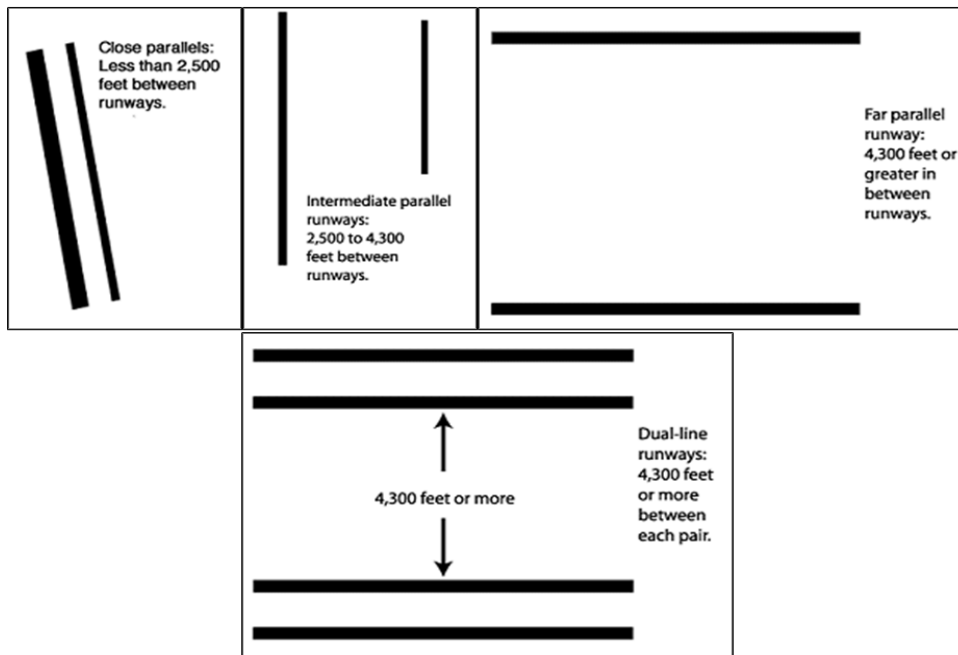 Close parallels:
Less than 2,500
feet between
runways.
Intermediate parallel
runways:
2,500 to 4,300
feet between
runways.
Far parallel
runway:
4,300 feet or
greater in
between
runways.
4,300 feet or more
Dual-line
runways:
4,300 feet
or more
between
each pair.